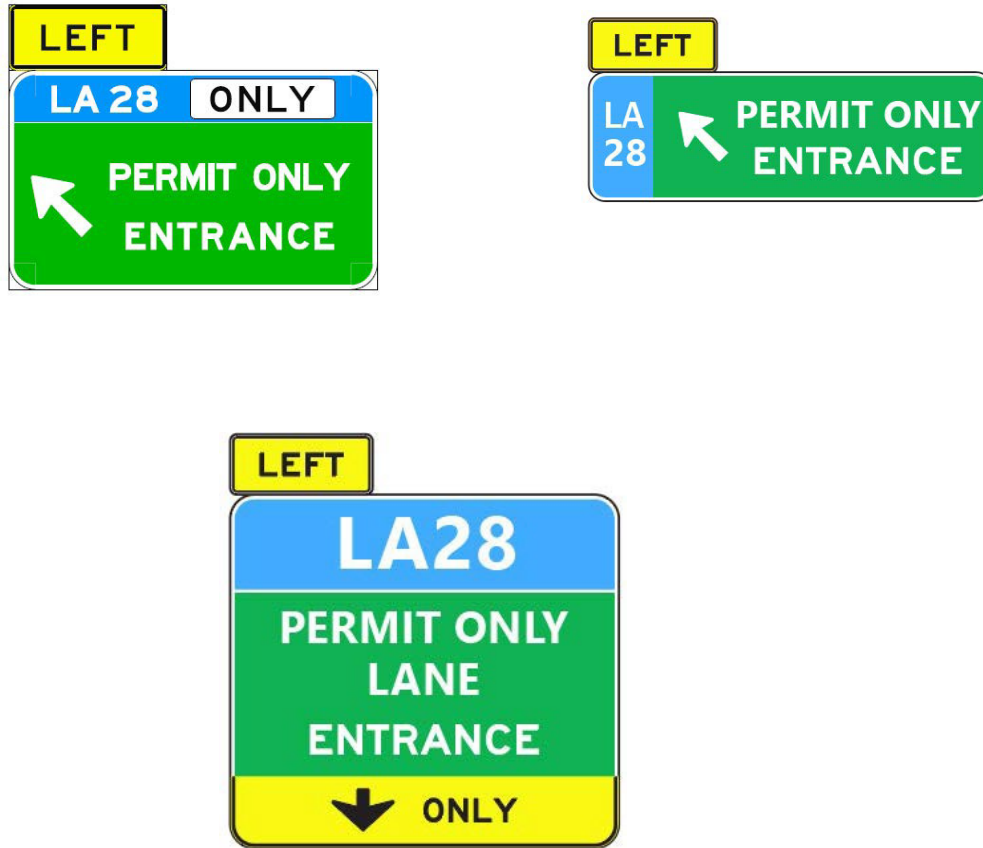 LEFT
LA 28 ONLY
PERMIT ONLY
ENTRANCE
LEFT
LA
28
PERMIT ONLY
ENTRANCE
LEFT
LA28
PERMIT ONLY
LANE
ENTRANCE
ONLY